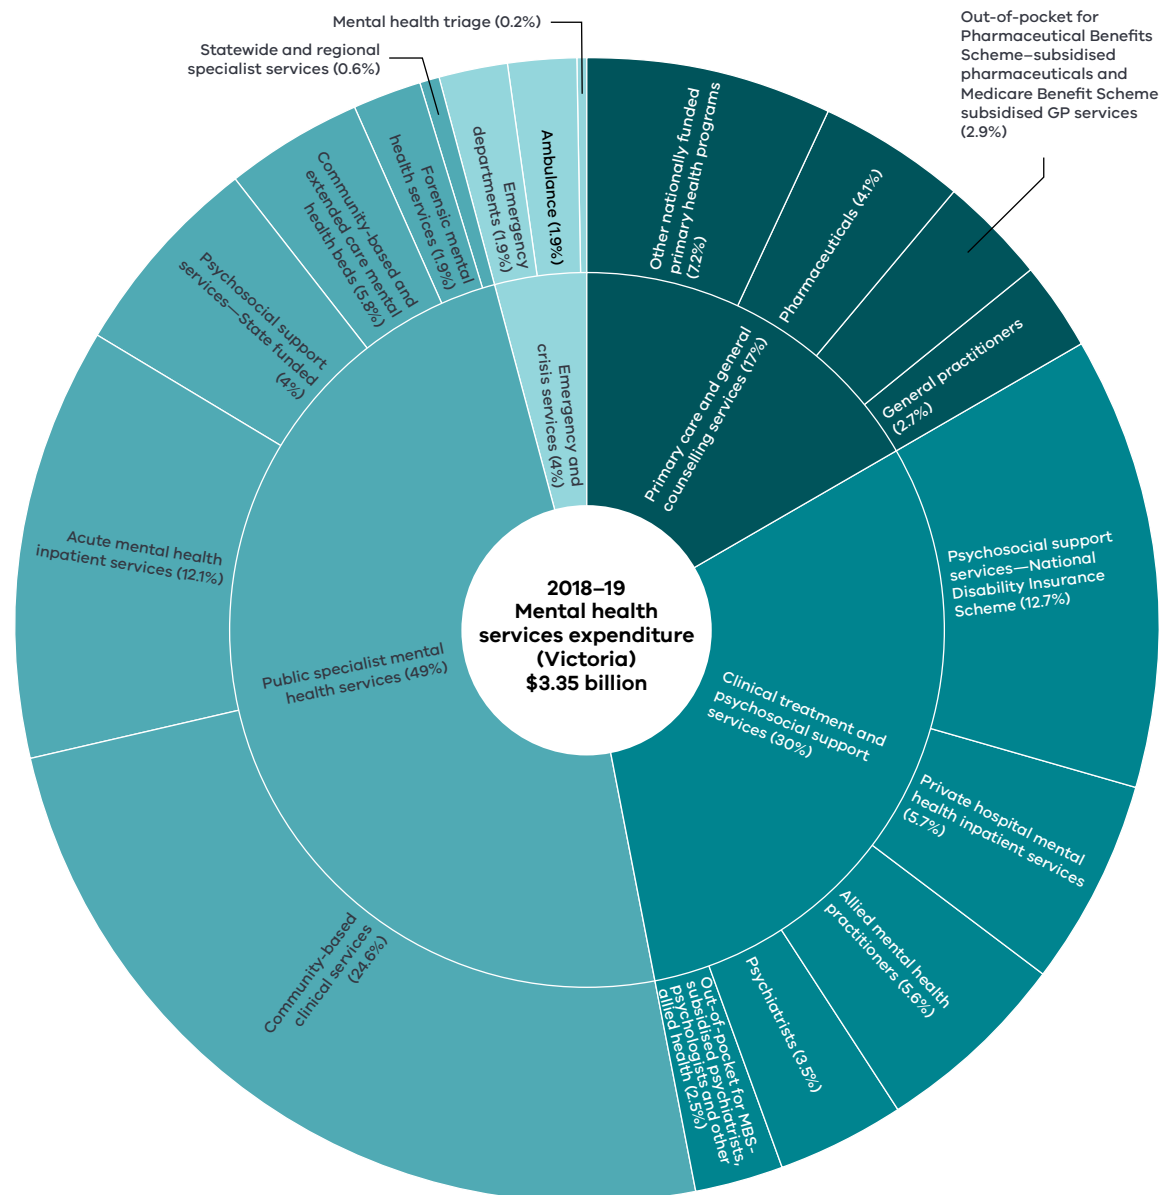 Mental health triage (0.2%)
Statewide and regional
specialist services (0.6%)
Out-of-pocket for
Pharmaceutical Benefits
Scheme–subsidised
pharmaceuticals and
Medicare Benefit Scheme
subsidised GP services
(2.9%)
Other nationally funded
primary health programs
(7.2%)
Pharmaceuticals (4.1%)
General practitioners
(2.7%)
Primary care and general
counselling services (17%)
Psychosocial support
services—National
Disability Insurance
Scheme (12.7%)
Private hospital mental
health inpatient services
(5.7%)
Allied mental health
practitioners (5.6%)
Psychiatrists (3.5%)
Out-of-pocket for MBS-
subsidised psychiatrists,
psychologists and other
allied health (2.5%)
Clinical treatment and
psychosocial support
services (30%)
Community-based
clinical services
(24.6%)
Acute mental health
inpatient services (12.1%)
Psychosocial support
services—State funded
(4%)
Community-based and
extended care mental
health beds (5.8%)
Forensic mental
health services (1.9%)
Public specialist mental
health services (49%)
Emergency
departments (1.9%)
Ambulance (1.9%)
Emergency and
crisis services (4%)
2018–19
Mental health
services expenditure
(Victoria)
$3.35 billion